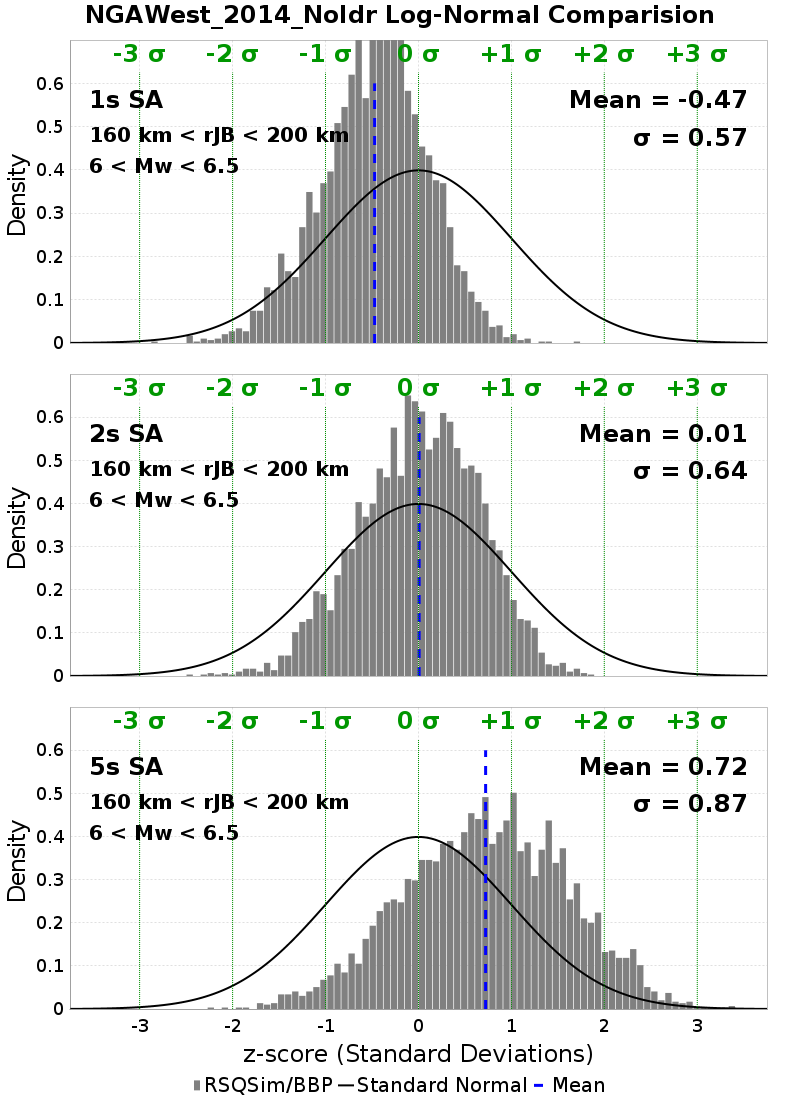 NGAWest_2014_NoIdr Log-Normal Comparision
-3 σ -2 σ -1 σ 0 σ +1 σ +2 σ +3 σ
1s SA
Mean = -0.47
160 km < rJB < 200 km
σ = 0.57
6 < Mw < 6.5
Density
0.6
0.5
0.4
0.3
0.2
0.1
0
-3 σ -2 σ -1 σ 0 σ +1 σ +2 σ +3 σ
2s SA
Mean = 0.01
160 km < rJB < 200 km
σ = 0.64
6 < Mw < 6.5
Density
0.6
0.5
0.4
0.3
0.2
0.1
0
-3 σ -2 σ -1 σ 0 σ +1 σ +2 σ +3 σ
5s SA
Mean = 0.72
160 km < rJB < 200 km
σ = 0.87
6 < Mw < 6.5
Density
0.6
0.5
0.4
0.3
0.2
0.1
0
-3 -2 -1 0 1 2 3
z-score (Standard Deviations)
RSQSim/BBP Standard Normal Mean